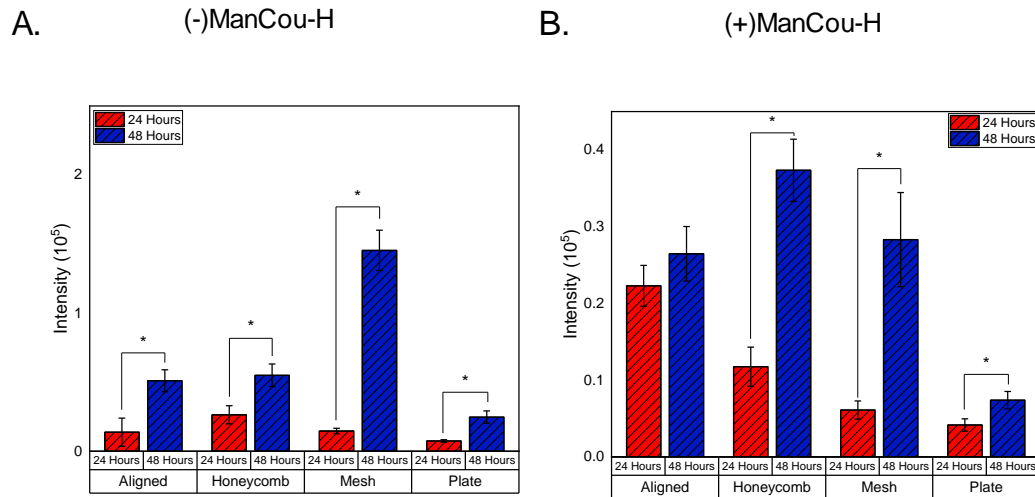 A.
(-)ManCou-H
24 Hours
48 Hours
Intensity (10⁵)
2
1
0
*
*
*
*
24 Hours 48 Hours 24 Hours 48 Hours 24 Hours 48 Hours 24 Hours 48 Hours
Aligned Honeycomb Mesh Plate
B.
(+)ManCou-H
24 Hours
48 Hours
Intensity (10⁵)
0.4
0.3
0.2
0.1
0.0
*
*
*
24 Hours 48 Hours 24 Hours 48 Hours 24 Hours 48 Hours 24 Hours 48 Hours
Aligned Honeycomb Mesh Plate